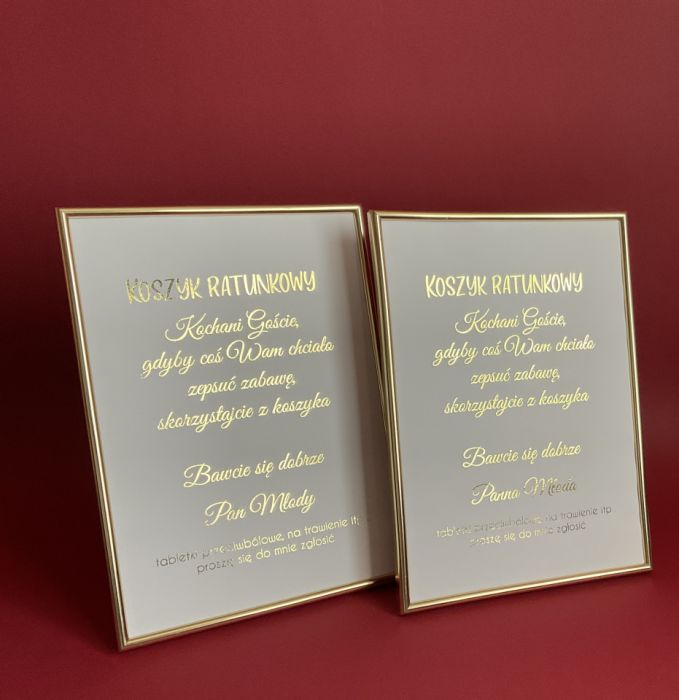 KOSZYK RATUNKOWY
Kochani Goście,
gdyby coś Wam chciało
zepsuć zabawę,
skorzystajcie z koszyka
Bawcie się dobrze
Pan Młody
tabletki przeciwbólowe, na trawienie itp.
proszę się do mnie zgłosić
KOSZYK RATUNKOWY
Kochani Goście,
gdyby coś Wam chciało
zepsuć zabawę,
skorzystajcie z koszyka
Bawcie się dobrze
Panna Młoda
tabletki przeciwbólowe, na trawienie itp.
proszę się do mnie zgłosić